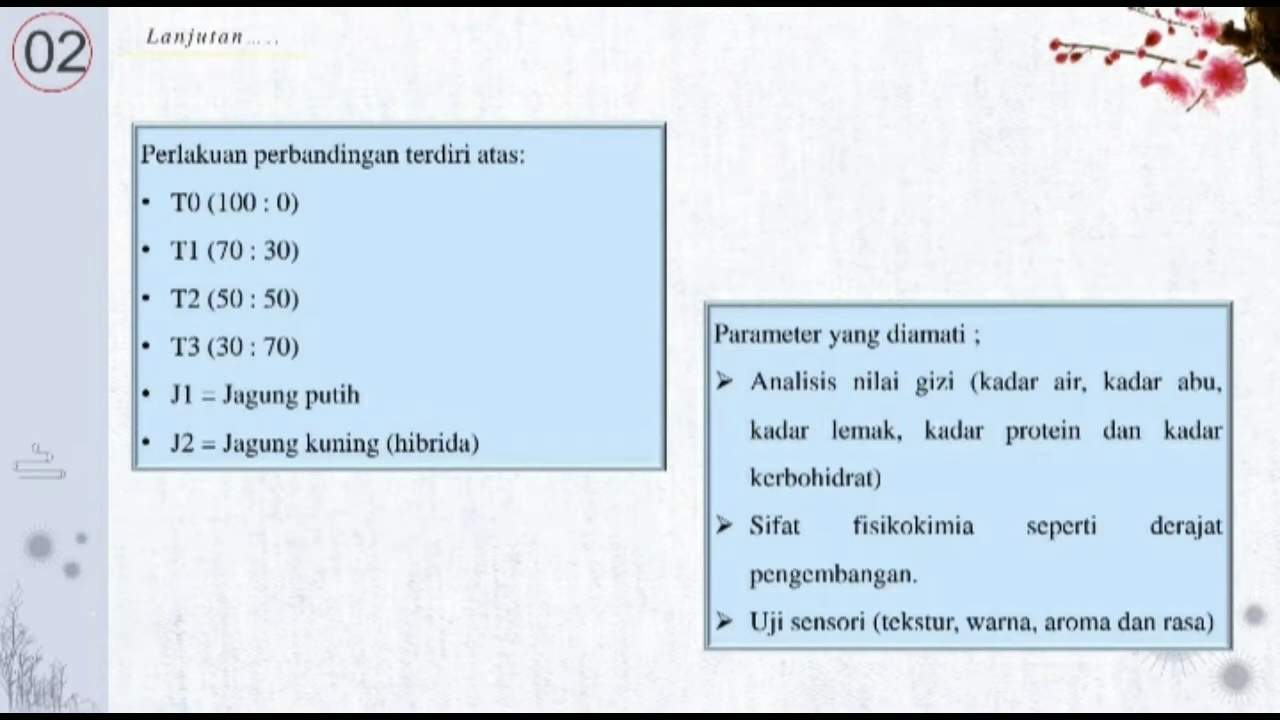 02
Lanjutan.....
Perlakuan perbandingan terdiri atas:
• T0 (100 : 0)
• T1 (70 : 30)
• T2 (50 : 50)
• T3 (30 : 70)
• J1 = Jagung putih
• J2 = Jagung kuning (hibrida)
Parameter yang diamati ;
➢ Analisis nilai gizi (kadar air, kadar abu,
kadar lemak, kadar protein dan kadar
kerbohidrat)
➢ Sifat fisikokimia seperti derajat
pengembangan.
➢ Uji sensori (tekstur, warna, aroma dan rasa)